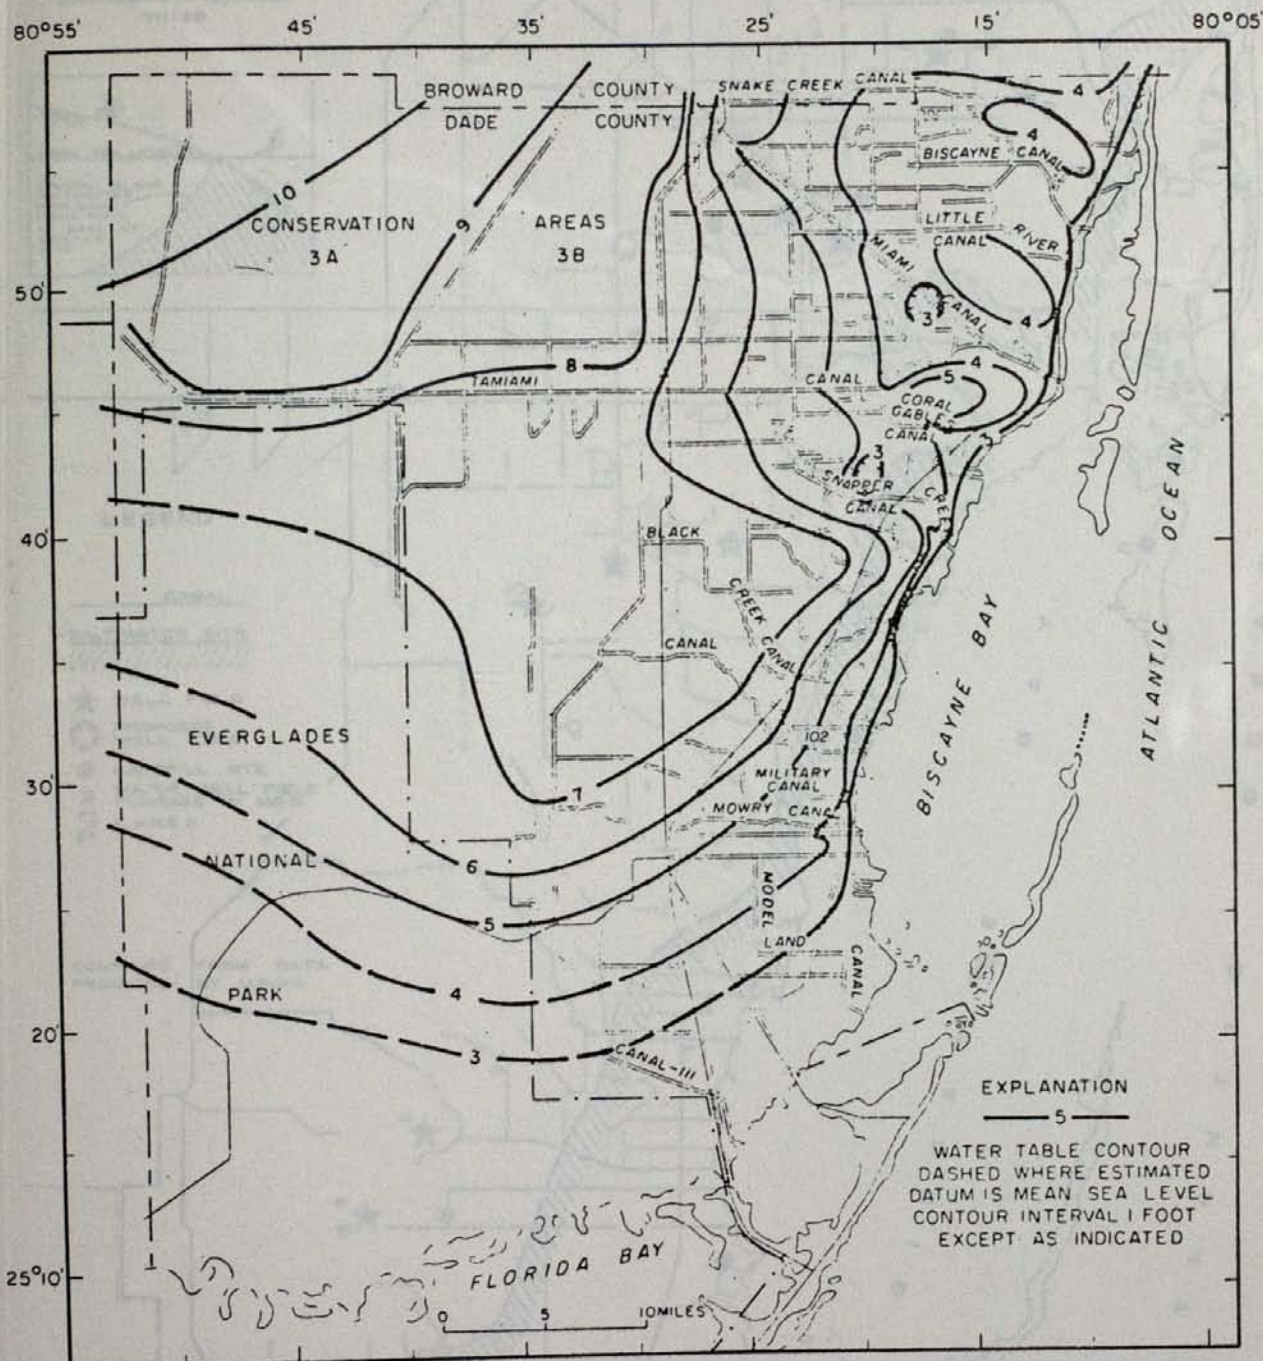 80°55'
45'
35'
25'
15'
80°05'
BROWARD COUNTY
DADE COUNTY
SNAKE CREEK CANAL
4
4
BISCAYNE CANAL
10
CONSERVATION AREAS
3A
3B
9
LITTLE RIVER
CANAL
MIAMI CANAL
50'
3
4
8
TAMIAMI CANAL
4
5
CORAL
GABLES
CANAL
3
SNAPPER CREEK
CANAL
40'
BLACK
CREEK CANAL
CANAL
BISCAYNE BAY
ATLANTIC OCEAN
EVERGLADES
102
30'
7
MILITARY
CANAL
MOWRY CANAL
6
NATIONAL
5
MODEL
LAND
CANAL
PARK
4
20'
3
CANAL-III
EXPLANATION
5
WATER TABLE CONTOUR
DASHED WHERE ESTIMATED
DATUM IS MEAN SEA LEVEL
CONTOUR INTERVAL I FOOT
EXCEPT AS INDICATED
FLORIDA BAY
25°10'
0 5 10 MILES